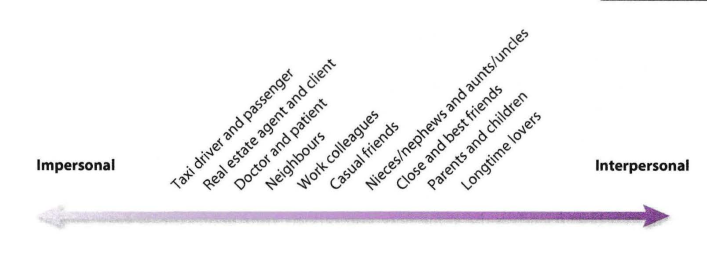 Impersonal
Taxi driver and passenger
Real estate agent and client
Doctor and patient
Neighbours
Work colleagues
Casual friends
Nieces/nephews and aunts/uncles
Close and best friends
Parents and children
Longtime lovers
Interpersonal